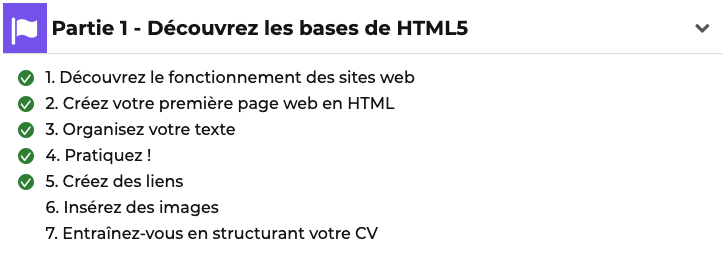 Partie 1 - Découvrez les bases de HTML5
1. Découvrez le fonctionnement des sites web
2. Créez votre première page web en HTML
3. Organisez votre texte
4. Pratiquez !
5. Créez des liens
6. Insérez des images
7. Entraînez-vous en structurant votre CV